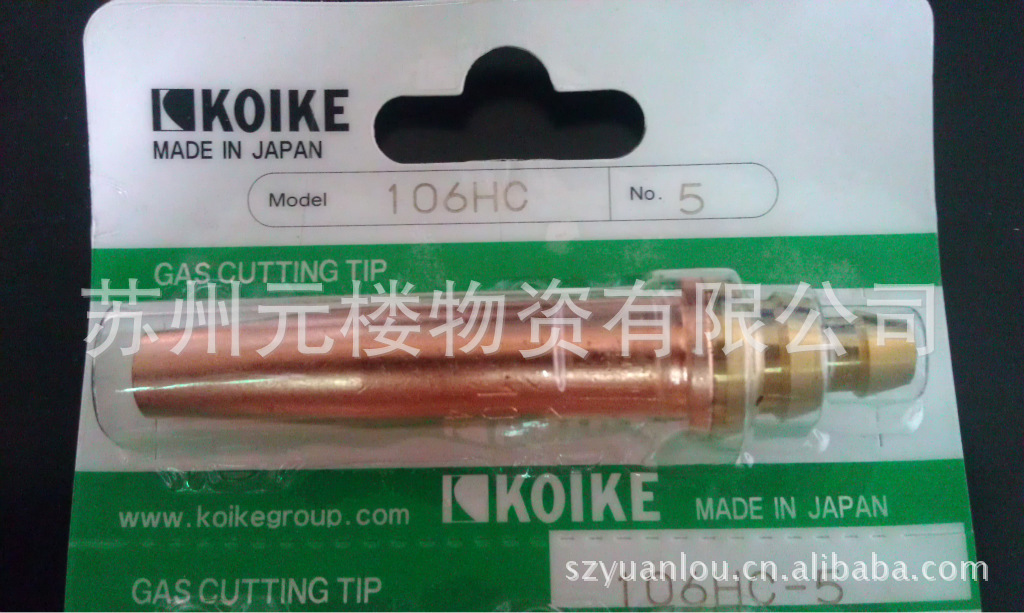 KOIKE
MADE IN JAPAN
Model 106HC No. 5
GAS CUTTING TIP
苏州元楼物资有限公司
KOIKE MADE IN JAPAN
www.koikegroup.com
GAS CUTTING TIP 106HC-5
szyuanlou.cn.alibaba.com